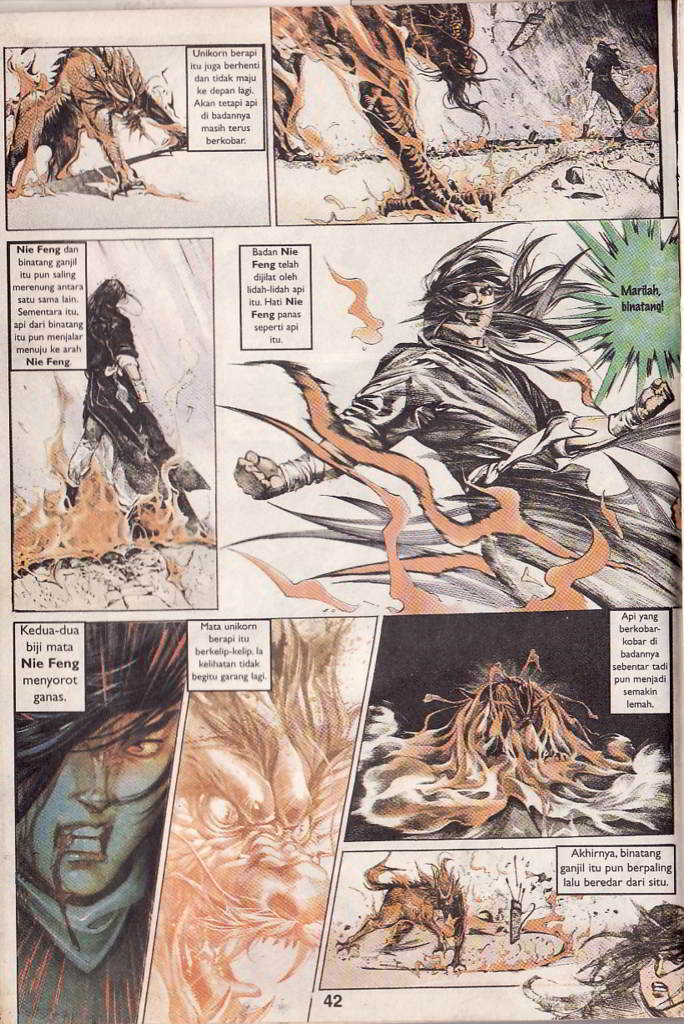 Unikorn berapi
itu juga berhenti
dan tidak maju
ke depan lagi.
Akan tetapi api
di badannya
masih terus
berkobar.
Nie Feng dan
binatang ganjil
itu pun saling
merenung antara
satu sama lain.
Sementara itu,
api dari binatang
itu pun menjalar
menuju ke arah
Nie Feng.
Badan Nie
Feng telah
dijilat oleh
lidah-lidah api
itu. Hati Nie
Feng panas
seperti api
itu.
Marilah,
binatang!
Kedua-dua
biji mata
Nie Feng
menyorot
ganas.
Mata unikorn
berapi itu
berkelip-kelip. Ia
kelihatan tidak
begitu garang lagi.
Api yang
berkobar-
kobar di
badannya
sebentar tadi
pun menjadi
semakin
lemah.
Akhirnya, binatang
ganjil itu pun berpaling
lalu beredar dari situ.
42